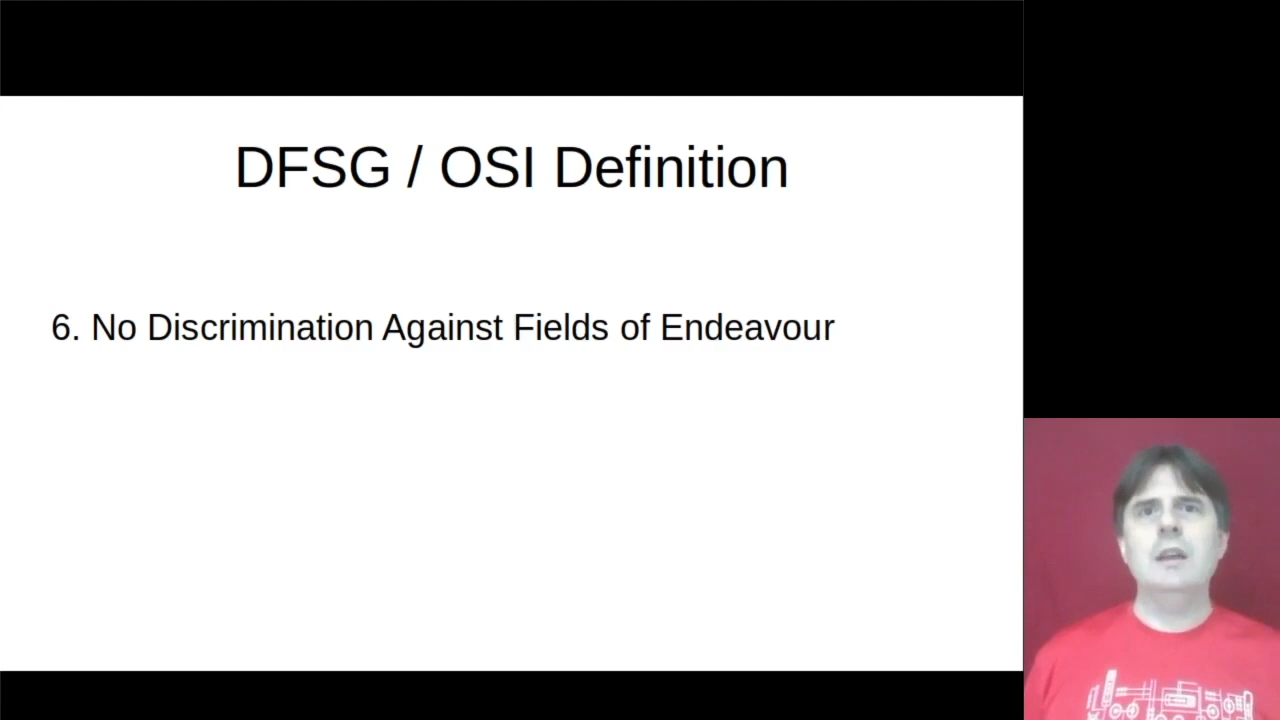 DFSG / OSI Definition
6. No Discrimination Against Fields of Endeavour